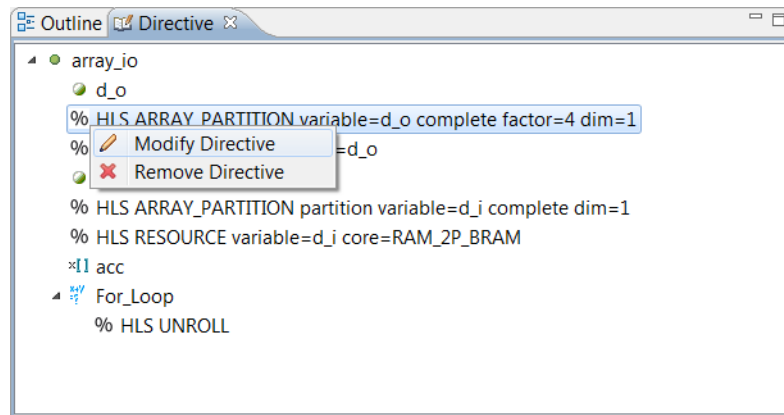 Outline Directive
array_io
d_o
% HLS ARRAY_PARTITION variable=d_o complete factor=4 dim=1
Modify Directive
% =d_o
Remove Directive
% HLS ARRAY_PARTITION partition variable=d_i complete dim=1
% HLS RESOURCE variable=d_i core=RAM_2P_BRAM
x[] acc
For_Loop
% HLS UNROLL